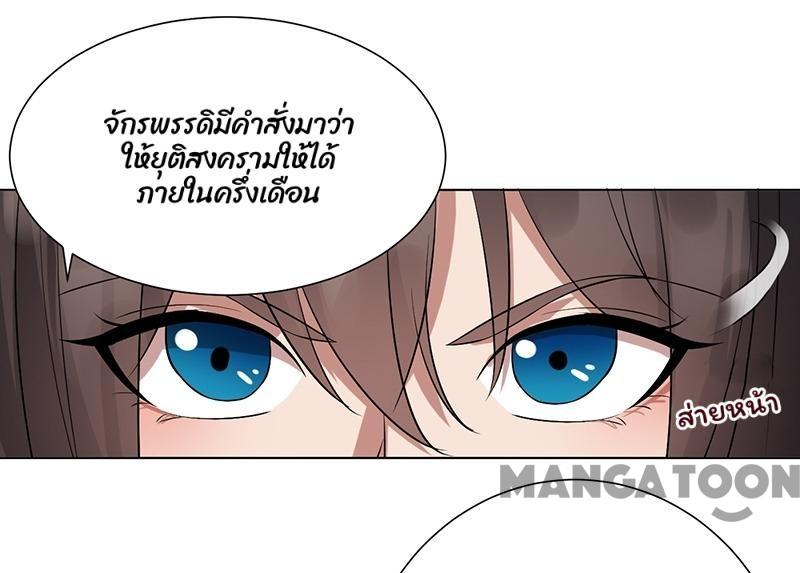 จักรพรรดิมีคำสั่งมาว่า
ให้ยุติสงครามให้ได้
ภายในครึ่งเดือน
ส่ายหน้า
MANGATOON